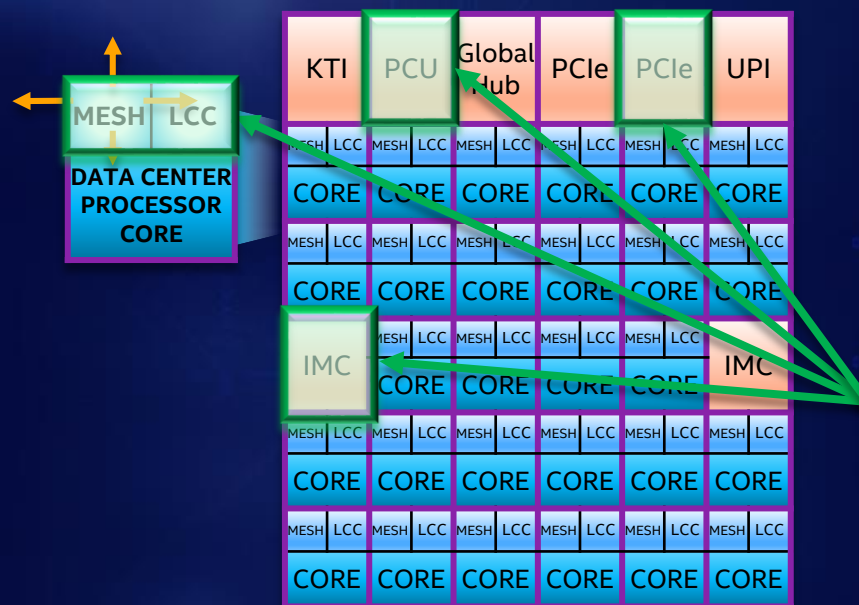 KTI PCU Global Hub PCIe PCIe UPI
MESH LCC
DATA CENTER
PROCESSOR
CORE
MESH LCC MESH LCC MESH LCC MESH LCC MESH LCC MESH LCC
CORE CORE CORE CORE CORE CORE
MESH LCC MESH LCC MESH LCC MESH LCC MESH LCC MESH LCC
CORE CORE CORE CORE CORE CORE
IMC MESH LCC MESH LCC MESH LCC MESH LCC IMC
CORE CORE CORE CORE
MESH LCC MESH LCC MESH LCC MESH LCC MESH LCC MESH LCC
CORE CORE CORE CORE CORE CORE
MESH LCC MESH LCC MESH LCC MESH LCC MESH LCC MESH LCC
CORE CORE CORE CORE CORE CORE